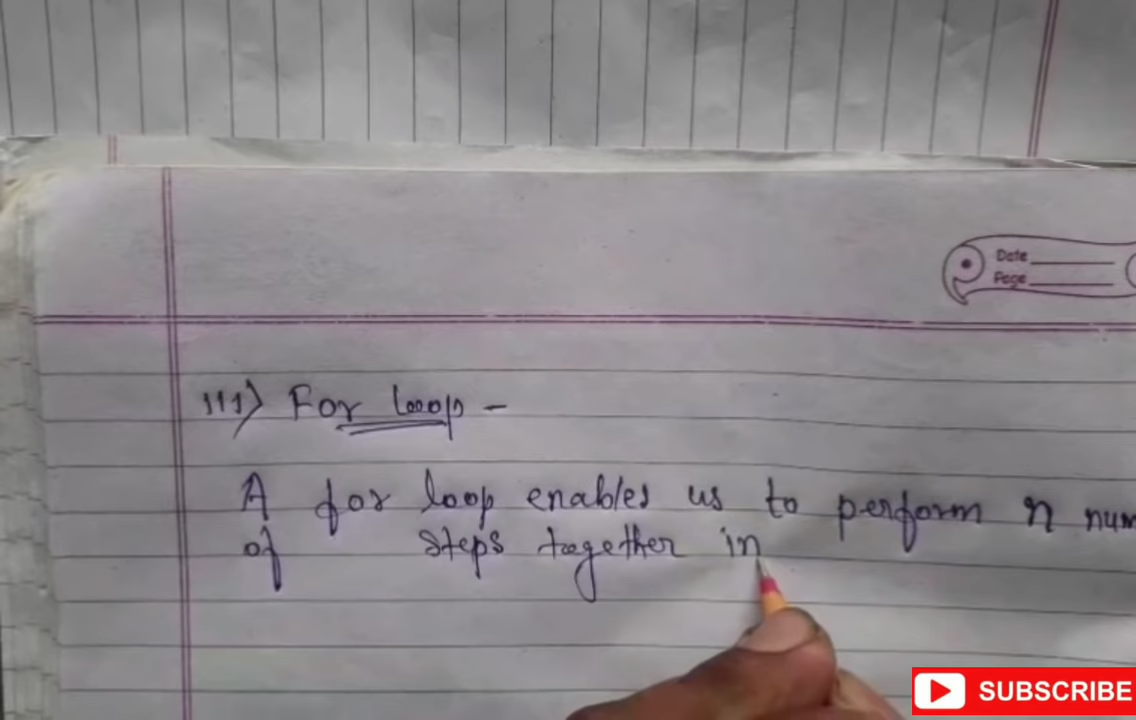 Date
Page
111) For loop -
A for loop enables us to perform n num
of steps together in
SUBSCRIBE